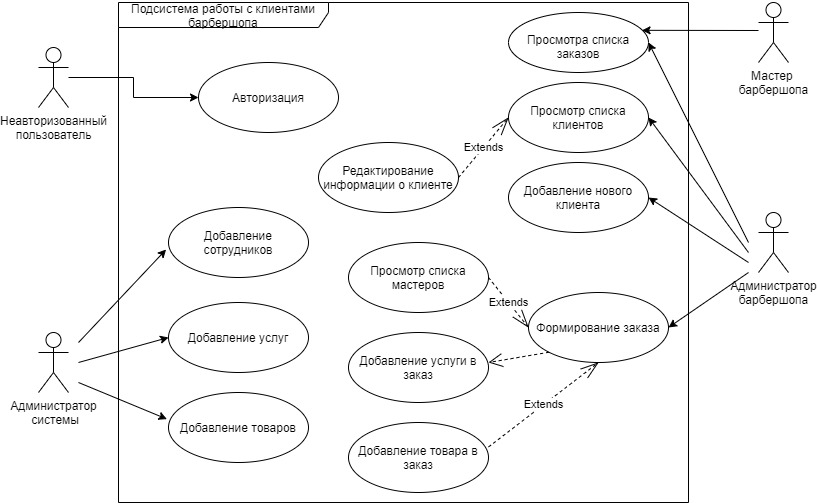 Подсистема работы с клиентами
барбершопа
Просмотра списка
заказов
Мастер
барбершопа
Неавторизованный
пользователь
Авторизация
Просмотр списка
клиентов
Extends
Редактирование
информации о клиенте
Добавление нового
клиента
Добавление
сотрудников
Просмотр списка
мастеров
Администратор
барбершопа
Extends
Формирование заказа
Добавление услуг
Добавление услуги в
заказ
Администратор
системы
Extends
Добавление товаров
Добавление товара в
заказ